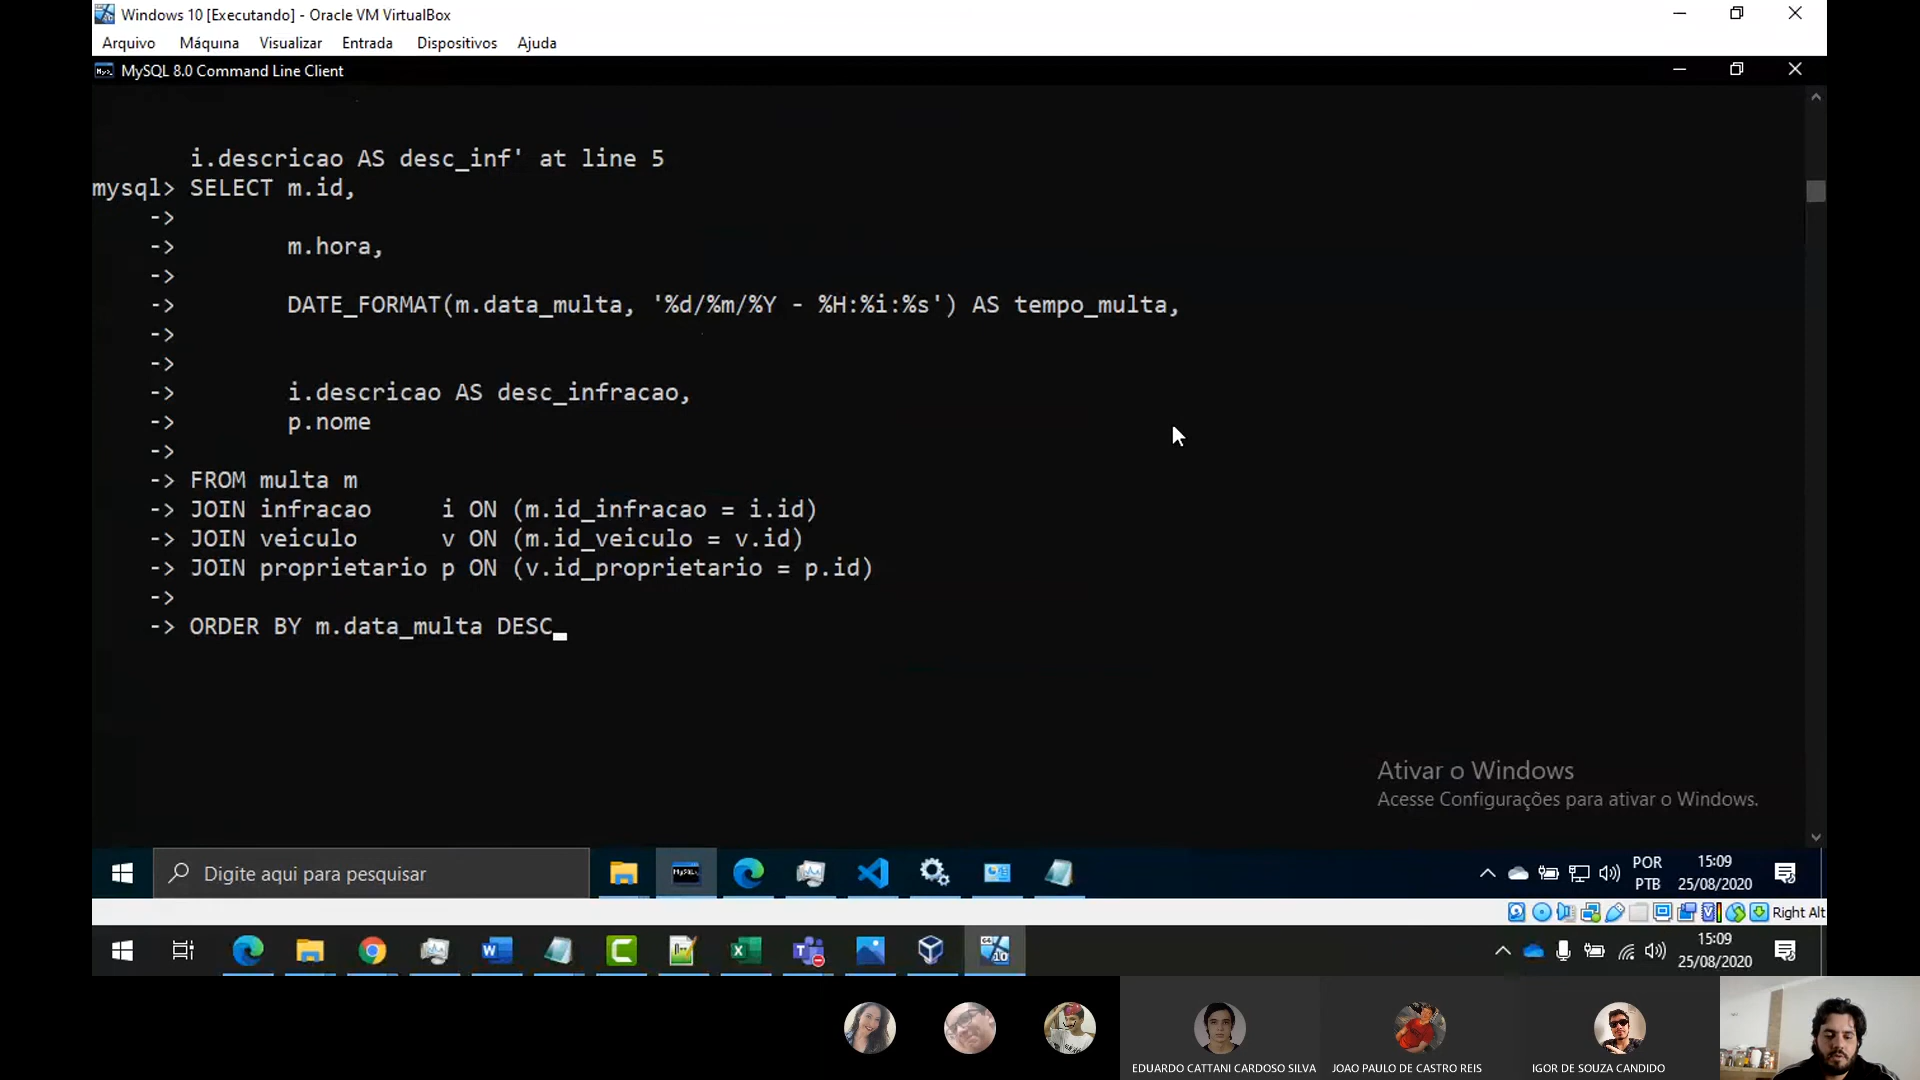 Windows 10 [Executando] - Oracle VM VirtualBox
Arquivo Máquina Visualizar Entrada Dispositivos Ajuda
MySQL 8.0 Command Line Client
i.descricao AS desc_inf' at line 5
mysql> SELECT m.id,
->
-> m.hora,
->
-> DATE_FORMAT(m.data_multa, '%d/%m/%Y - %H:%i:%s') AS tempo_multa,
->
->
-> i.descricao AS desc_infracao,
-> p.nome
->
-> FROM multa m
-> JOIN infracao i ON (m.id_infracao = i.id)
-> JOIN veiculo v ON (m.id_veiculo = v.id)
-> JOIN proprietario p ON (v.id_proprietario = p.id)
->
-> ORDER BY m.data_multa DESC_
Ativar o Windows
Acesse Configurações para ativar o Windows.
Digite aqui para pesquisar
POR
PTB
15:09
25/08/2020
Right Alt
15:09
25/08/2020
EDUARDO CATTANI CARDOSO SILVA JOAO PAULO DE CASTRO REIS IGOR DE SOUZA CANDIDO